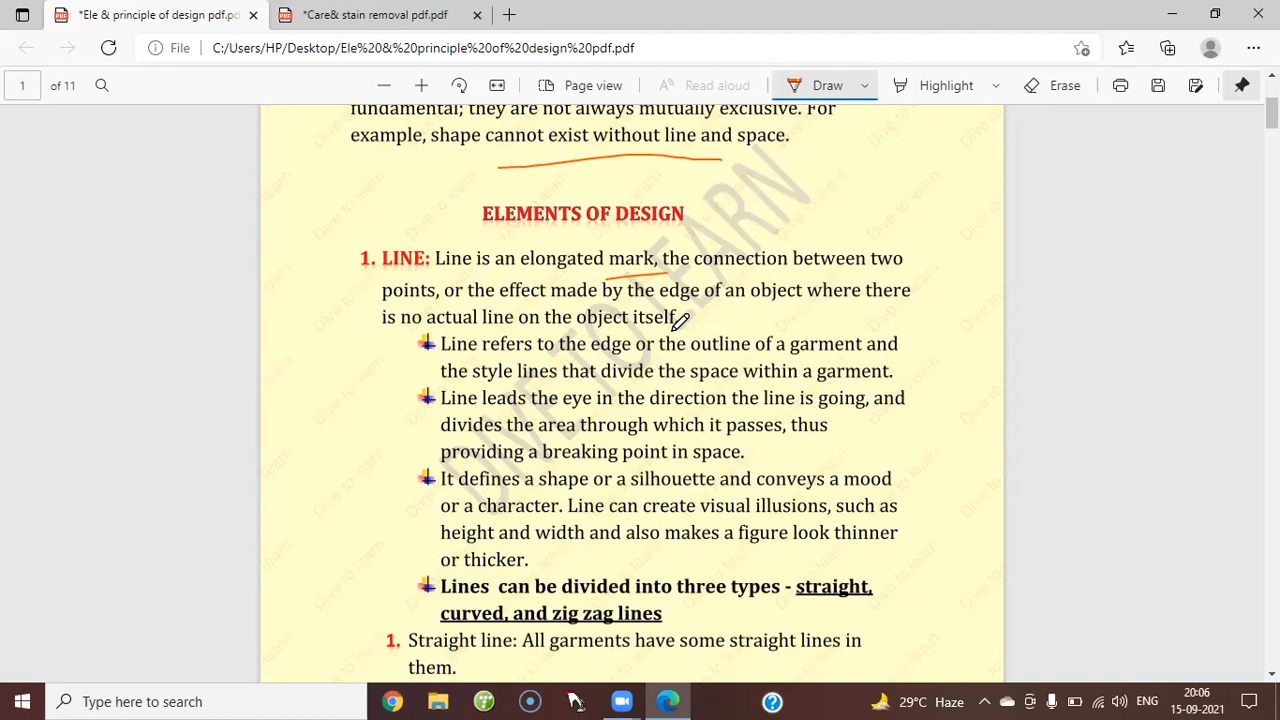 *Ele & principle of design pdf.pdf
*Care& stain removal pdf.pdf
File
C:/Users/HP/Desktop/Ele%20&%20principle%20of%20design%20pdf.pdf
1
of 11
Page view
Read aloud
Draw
Highlight
Erase
fundamental; they are not always mutually exclusive. For
example, shape cannot exist without line and space.
ELEMENTS OF DESIGN
1. LINE: Line is an elongated mark, the connection between two
points, or the effect made by the edge of an object where there
is no actual line on the object itself.
Line refers to the edge or the outline of a garment and
the style lines that divide the space within a garment.
Line leads the eye in the direction the line is going, and
divides the area through which it passes, thus
providing a breaking point in space.
It defines a shape or a silhouette and conveys a mood
or a character. Line can create visual illusions, such as
height and width and also makes a figure look thinner
or thicker.
Lines can be divided into three types - straight,
curved, and zig zag lines
1. Straight line: All garments have some straight lines in
them.
DIVE TO LEARN
Type here to search
29°C Haze
ENG
20:06
15-09-2021